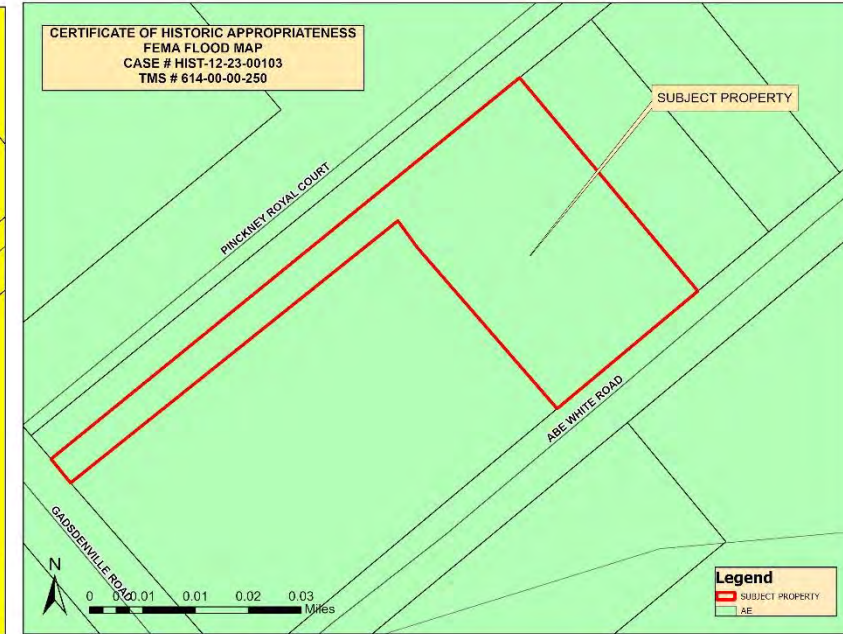 CERTIFICATE OF HISTORIC APPROPRIATENESS
FEMA FLOOD MAP
CASE # HIST-12-23-00103
TMS # 614-00-00-250
SUBJECT PROPERTY
PINCKNEY ROYAL COURT
ABE WHITE ROAD
GADSDENVILLE ROAD
N
0 0.01 0.01 0.02 0.03
Miles
Legend
SUBJECT PROPERTY
AE